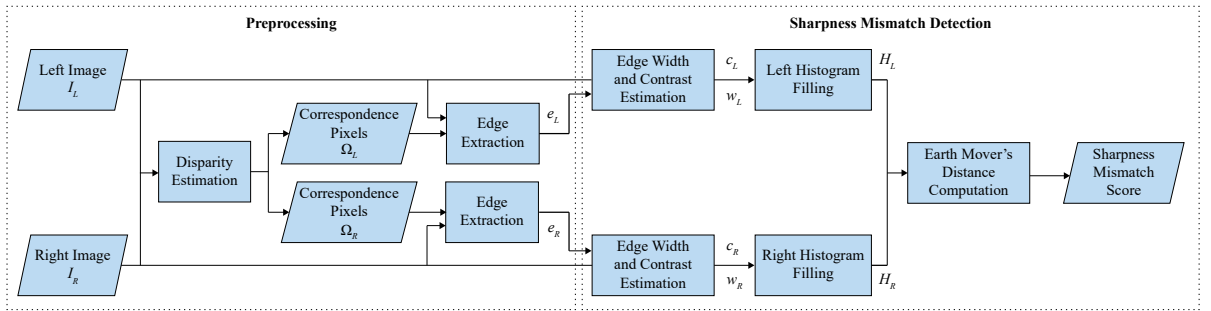 Preprocessing
Sharpness Mismatch Detection
Left Image
I_L
Right Image
I_R
Disparity
Estimation
Correspondence
Pixels
Ω_L
Correspondence
Pixels
Ω_R
Edge
Extraction
e_L
Edge
Extraction
e_R
Edge Width
and Contrast
Estimation
c_L
w_L
Left Histogram
Filling
H_L
Edge Width
and Contrast
Estimation
c_R
w_R
Right Histogram
Filling
H_R
Earth Mover's
Distance
Computation
Sharpness
Mismatch
Score